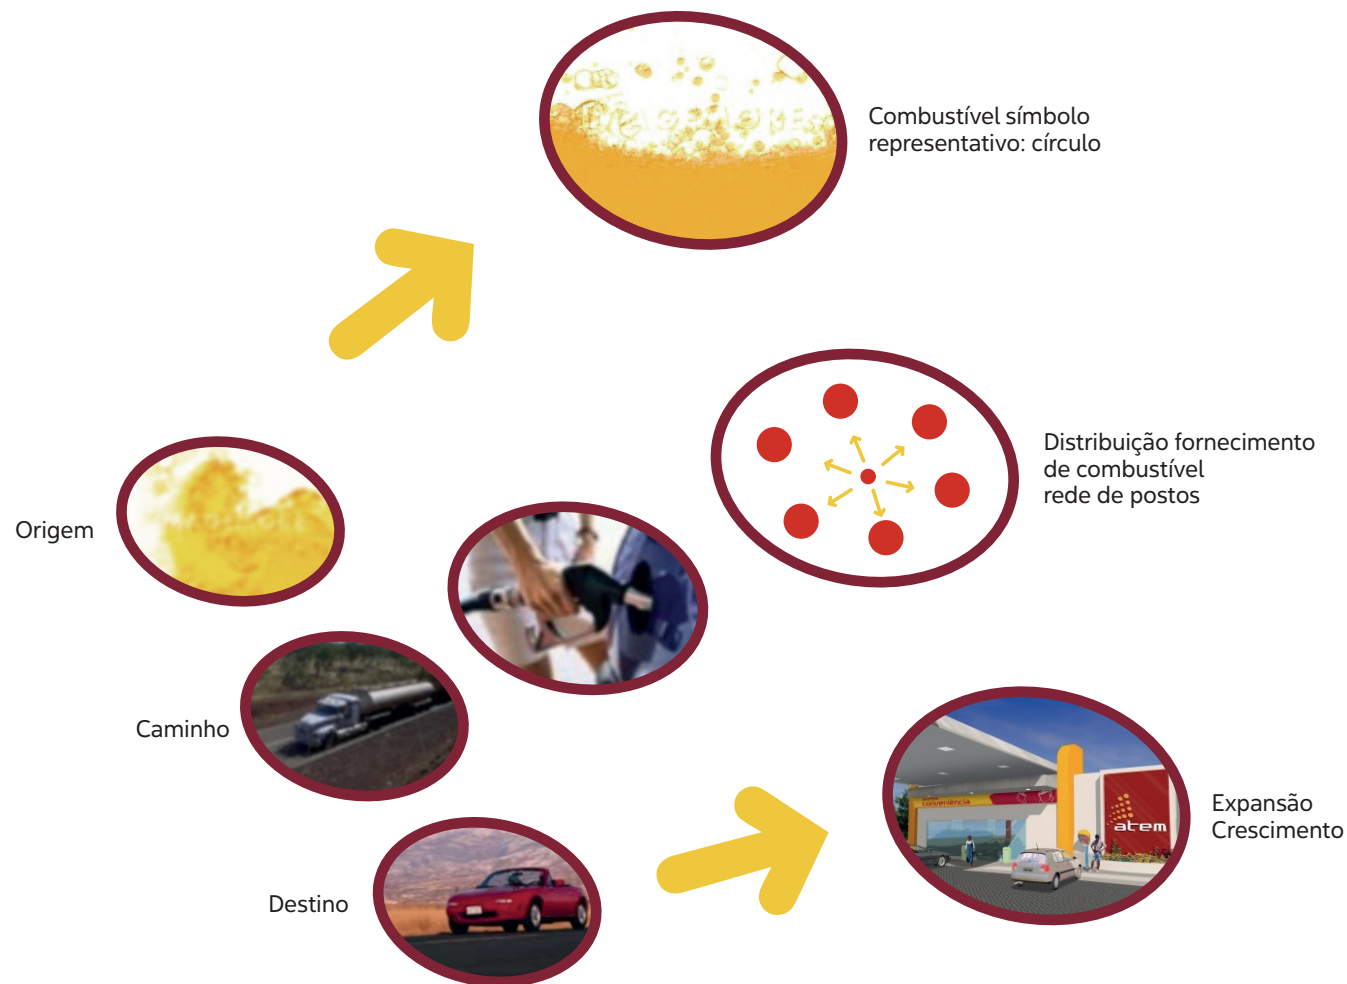 Combustível símbolo
representativo: círculo
Distribuição fornecimento
de combustível
rede de postos
Origem
Caminho
conveniência
atem
Expansão
Crescimento
Destino